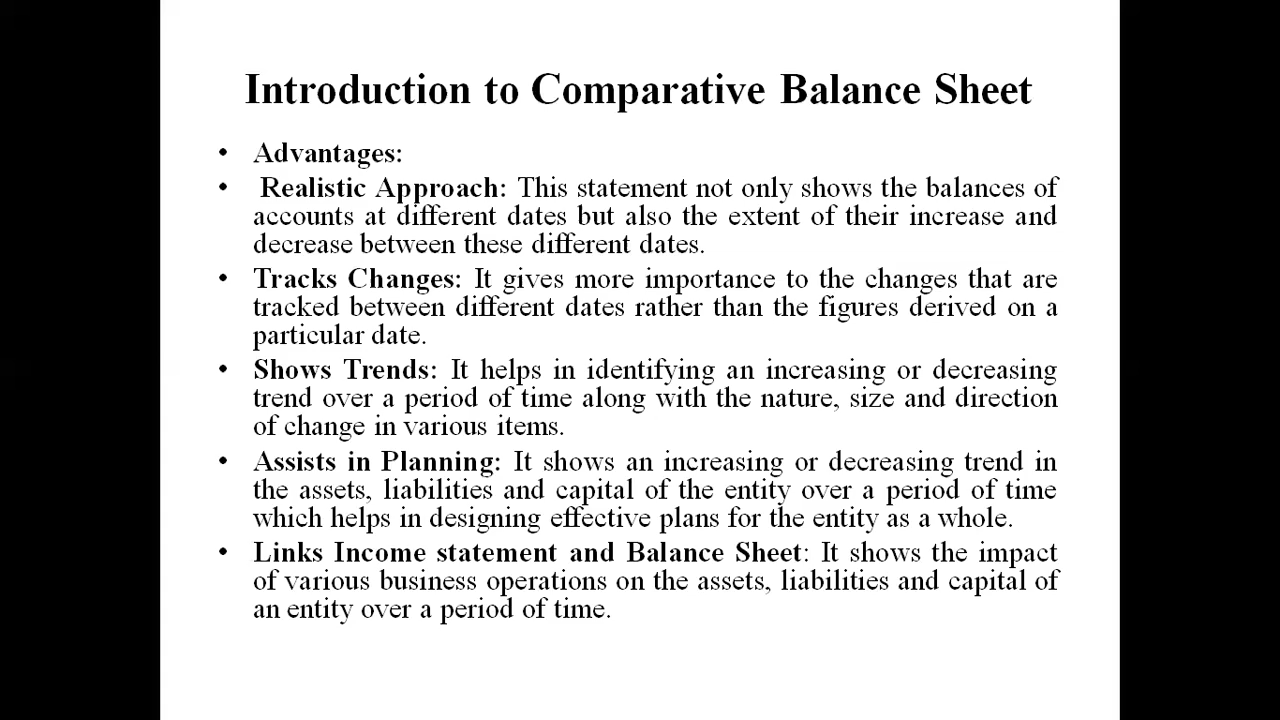 Introduction to Comparative Balance Sheet
• Advantages:
• Realistic Approach: This statement not only shows the balances of
accounts at different dates but also the extent of their increase and
decrease between these different dates.
• Tracks Changes: It gives more importance to the changes that are
tracked between different dates rather than the figures derived on a
particular date.
• Shows Trends: It helps in identifying an increasing or decreasing
trend over a period of time along with the nature, size and direction
of change in various items.
• Assists in Planning: It shows an increasing or decreasing trend in
the assets, liabilities and capital of the entity over a period of time
which helps in designing effective plans for the entity as a whole.
• Links Income statement and Balance Sheet: It shows the impact
of various business operations on the assets, liabilities and capital of
an entity over a period of time.